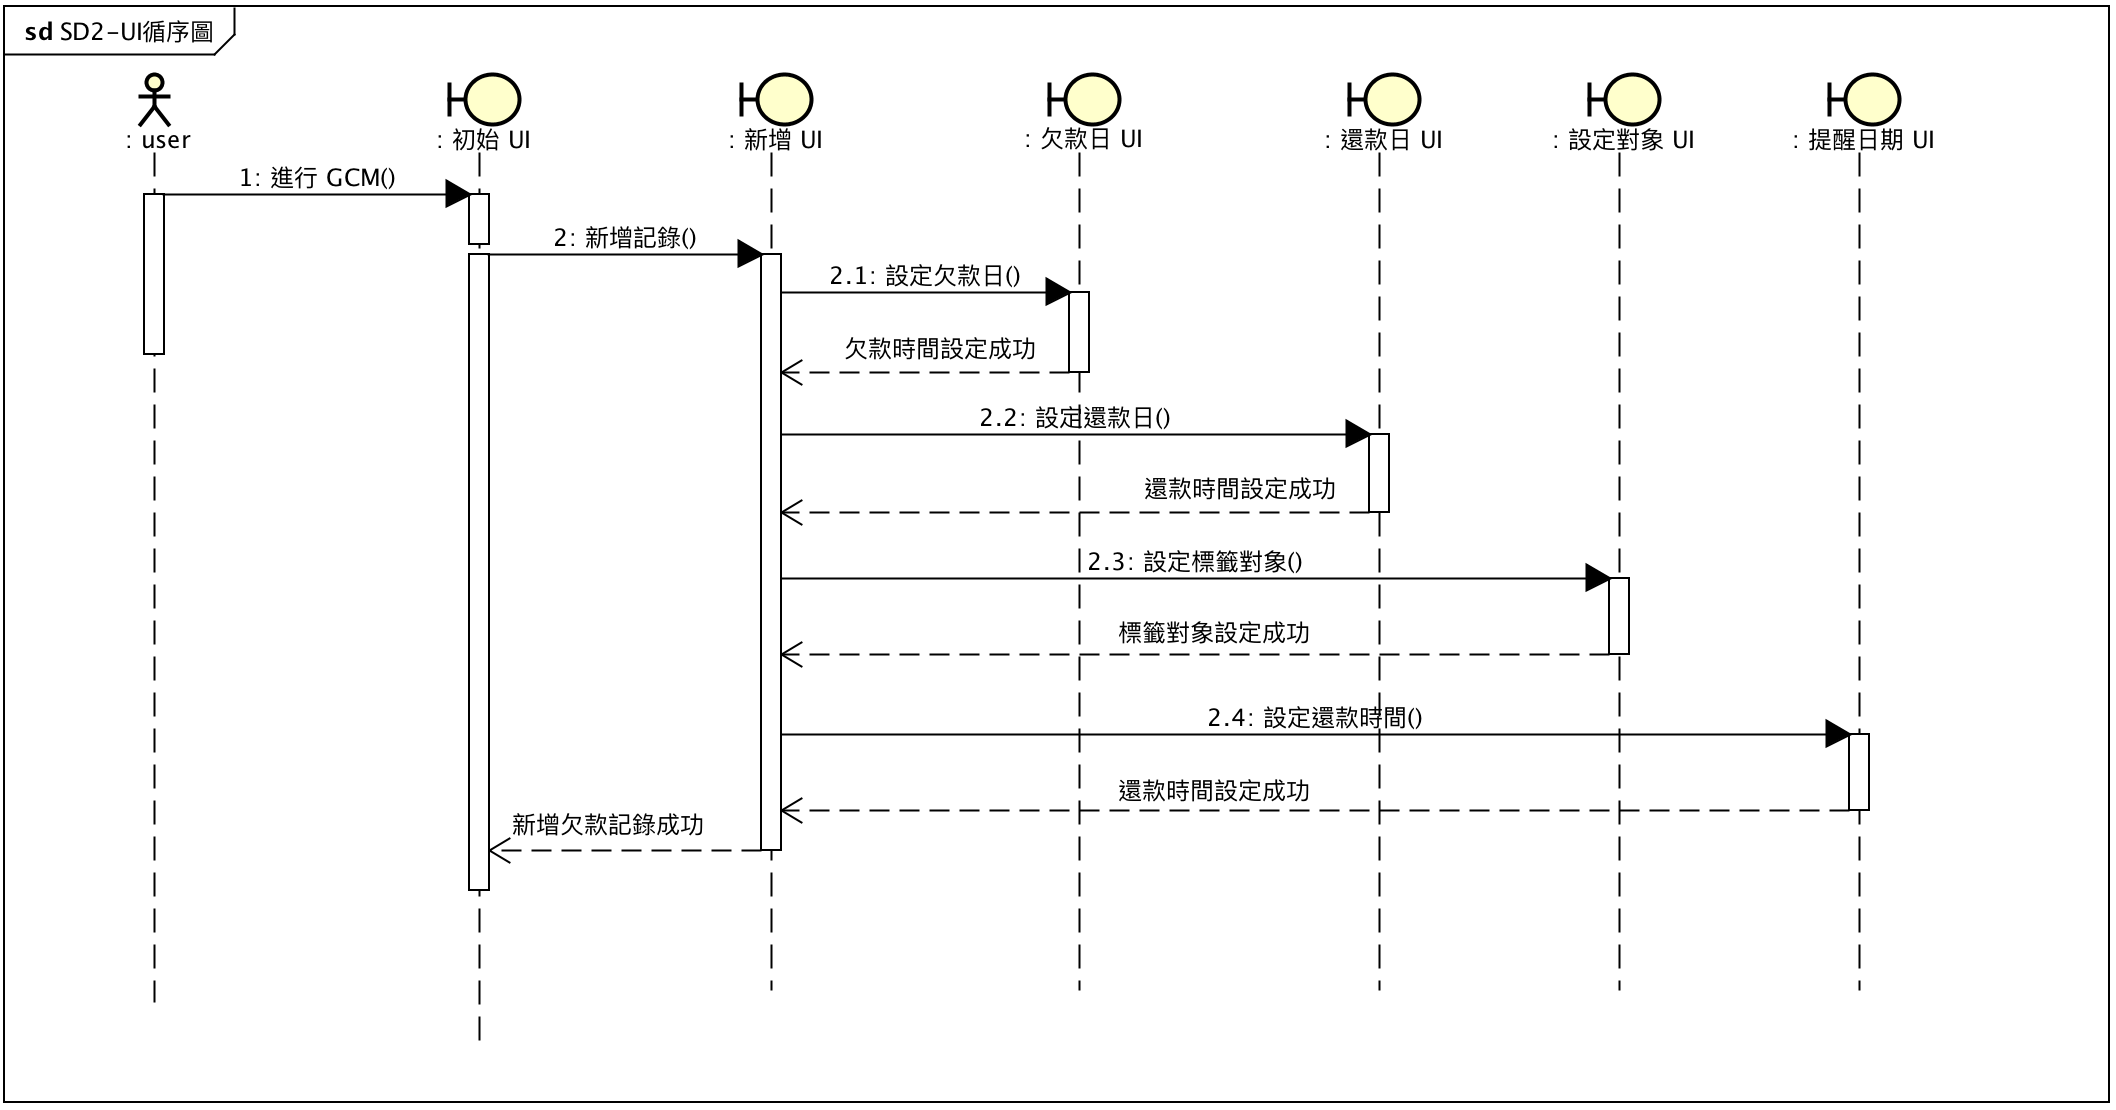 sd SD2-UI循序圖
: user
: 初始 UI
: 新增 UI
: 欠款日 UI
: 還款日 UI
: 設定對象 UI
: 提醒日期 UI
1: 進行 GCM()
2: 新增記錄()
2.1: 設定欠款日()
欠款時間設定成功
2.2: 設定還款日()
還款時間設定成功
2.3: 設定標籤對象()
標籤對象設定成功
2.4: 設定還款時間()
還款時間設定成功
新增欠款記錄成功